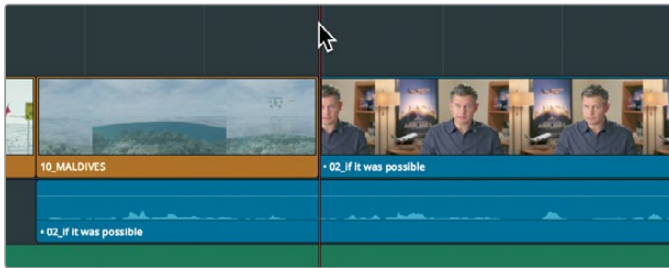 10_MALDIVES
• 02_if it was possible
• 02_if it was possible